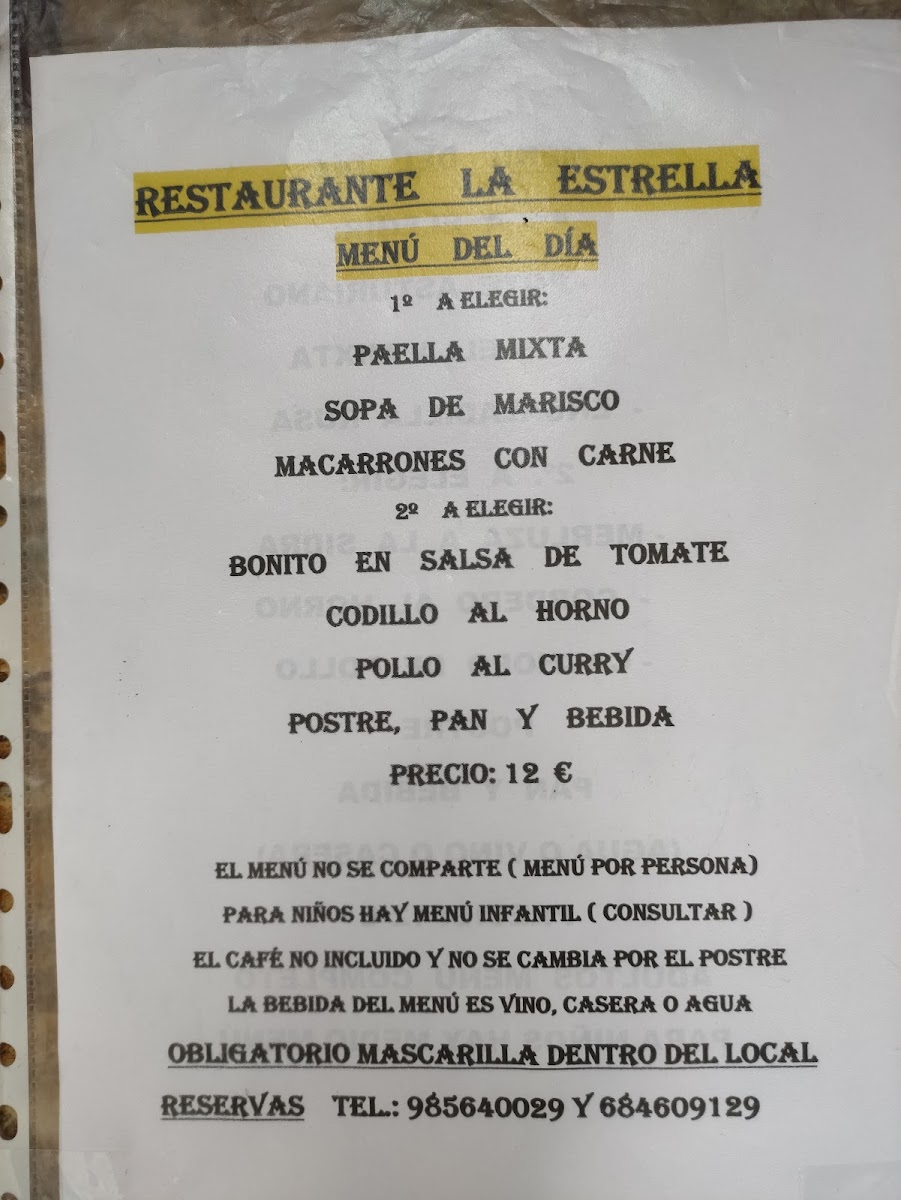 RESTAURANTE LA ESTRELLA
MENÚ DEL DÍA
1º A ELEGIR:
PAELLA MIXTA
SOPA DE MARISCO
MACARRONES CON CARNE
2º A ELEGIR:
BONITO EN SALSA DE TOMATE
CODILLO AL HORNO
POLLO AL CURRY
POSTRE, PAN Y BEBIDA
PRECIO: 12 €
EL MENÚ NO SE COMPARTE ( MENÚ POR PERSONA)
PARA NIÑOS HAY MENÚ INFANTIL ( CONSULTAR )
EL CAFÉ NO INCLUIDO Y NO SE CAMBIA POR EL POSTRE
LA BEBIDA DEL MENÚ ES VINO, CASERA O AGUA
OBLIGATORIO MASCARILLA DENTRO DEL LOCAL
RESERVAS TEL.: 985640029 Y 684609129